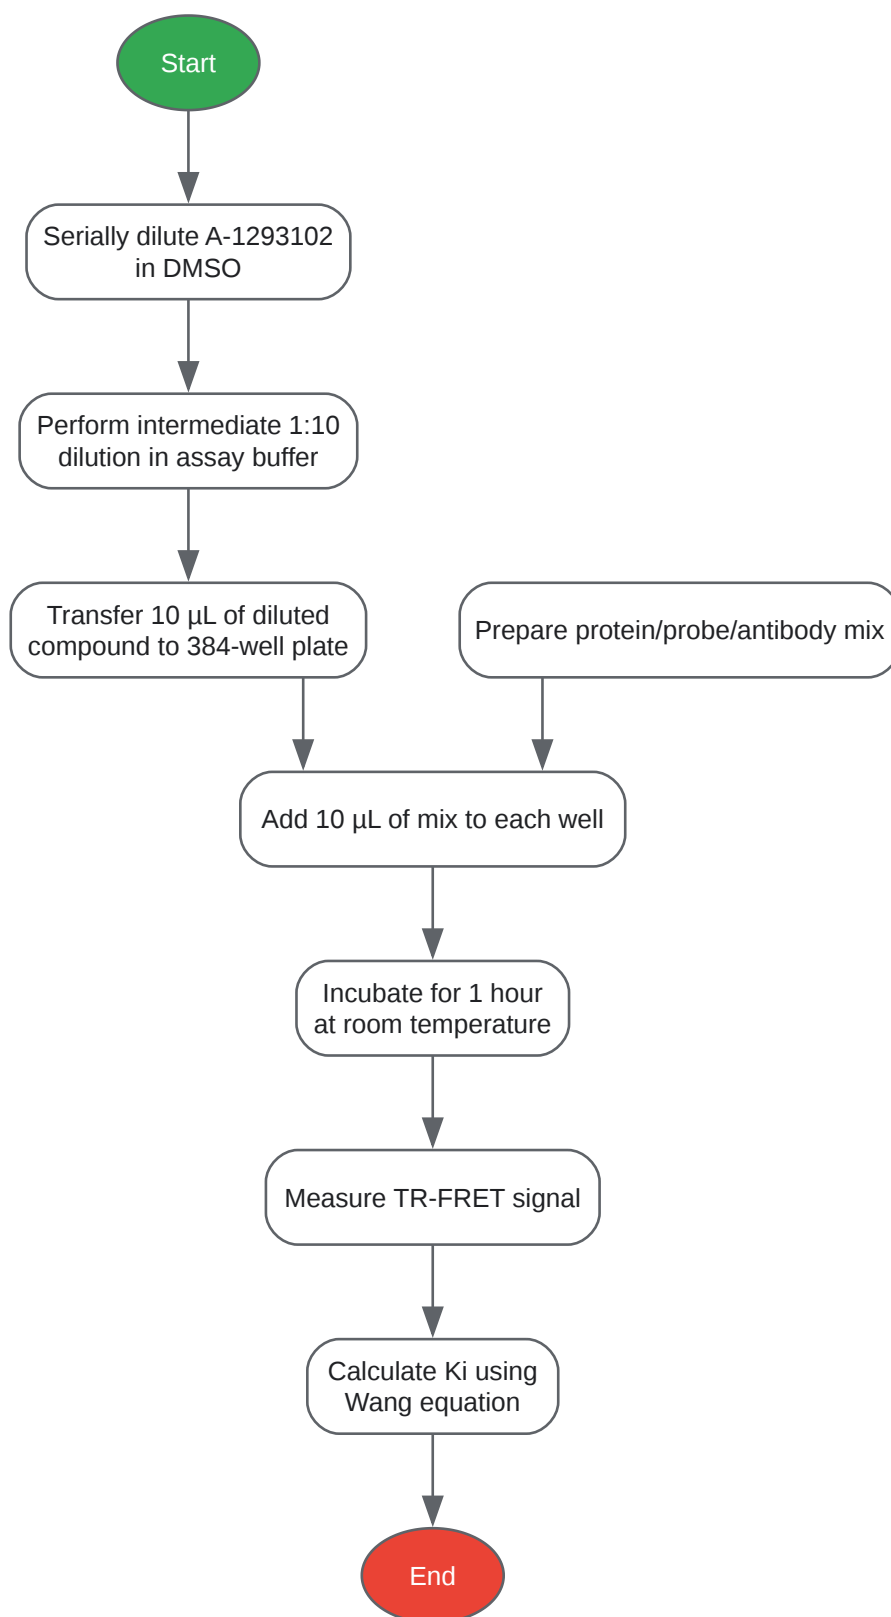 Start
Serially dilute A-1293102
in DMSO
Perform intermediate 1:10
dilution in assay buffer
Transfer 10 µL of diluted
compound to 384-well plate
Prepare protein/probe/antibody mix
Add 10 µL of mix to each well
Incubate for 1 hour
at room temperature
Measure TR-FRET signal
Calculate Ki using
Wang equation
End